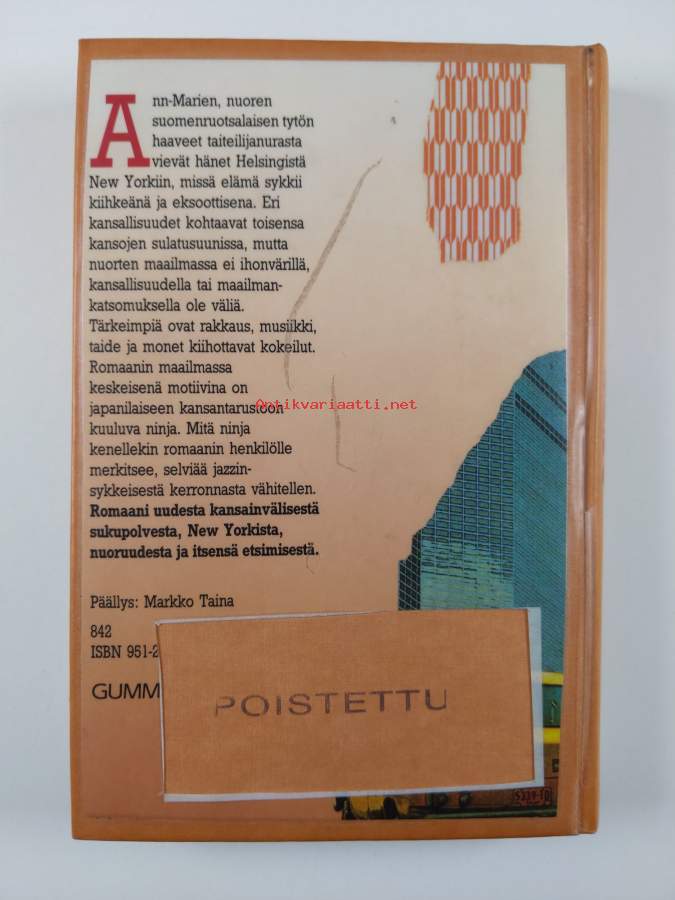 Ann-Marien, nuoren
suomenruotsalaisen tytön
haaveet taiteilijanurasta
vievät hänet Helsingistä
New Yorkiin, missä elämä sykkii
kiihkeänä ja eksoottisena. Eri
kansallisuudet kohtaavat toisensa
kansojen sulatusuunissa, mutta
nuorten maailmassa ei ihonvärillä,
kansallisuudella tai maailman-
katsomuksella ole väliä.
Tärkeimpiä ovat rakkaus, musiikki,
taide ja monet kiihottavat kokeilut.
Romaanin maailmassa
keskeisenä motiivina on
japanilaiseen kansantarustoon
Antikvariaatti.net
kuuluva ninja. Mitä ninja
kenellekin romaanin henkilölle
merkitsee, selviää jazzin-
sykkeisestä kerronnasta vähitellen.
Romaani uudesta kansainvälisestä
sukupolvesta, New Yorkista,
nuoruudesta ja itsensä etsimisestä.
Päällys: Markko Taina
842
ISBN 951-2
GUMM
POISTETTU